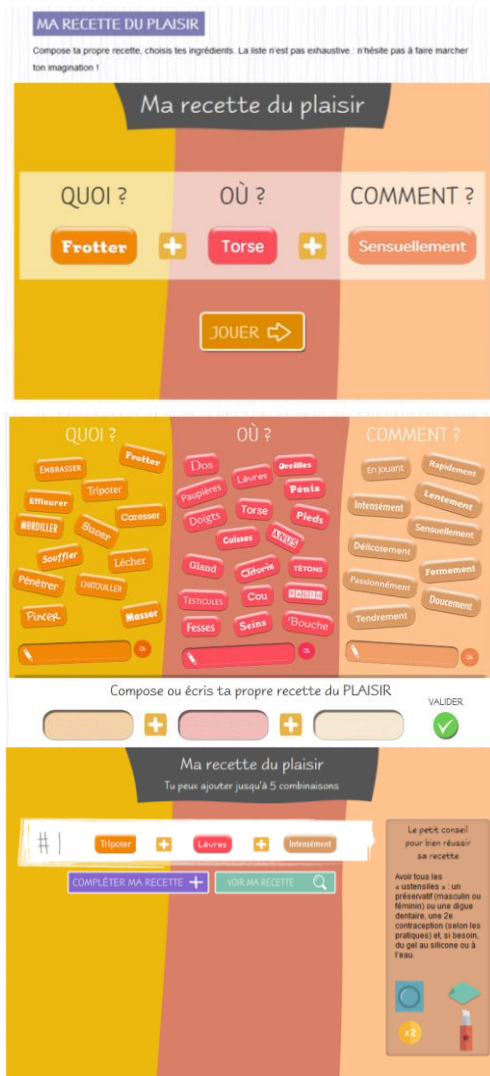 MA RECETTE DU PLAISIR
Compose ta propre recette, choisis tes ingrédients. La liste n'est pas exhaustive : n'hésite pas à faire marcher
ton imagination !
Ma recette du plaisir
QUOI ? OÙ ? COMMENT ?
Frotter + Torse + Sensuellement
JOUER
QUOI ?
EMBRASSER
Frotter
Tripoter
Effleurer
Caresser
MORDILLER
Sucer
Souffler
Lécher
Pénétrer
CHATOUILLER
Pincer
Masser
Ok
OÙ ?
Dos
Lèvres
Oreilles
Paupières
Pénis
Doigts
Torse
Pieds
Cuisses
ANUS
Gland
Clitoris
TÉTONS
TESTICULES
Cou
VAGIN
Fesses
Seins
Bouche
Ok
COMMENT ?
En jouant
Rapidement
Intensément
Lentement
Sensuellement
Délicatement
Fermement
Passionnément
Doucement
Tendrement
Ok
Compose ou écris ta propre recette du PLAISIR
VALIDER
+ +
Ma recette du plaisir
Tu peux ajouter jusqu'à 5 combinaisons
#1 Tripoter + Lèvres + Intensément
COMPLÉTER MA RECETTE +
VOIR MA RECETTE
Le petit conseil
pour bien réussir
sa recette
Avoir tous les
« ustensiles » : un
préservatif (masculin ou
féminin) ou une digue
dentaire, une 2e
contraception (selon les
pratiques) et, si besoin,
du gel au silicone ou à
l'eau.
x2